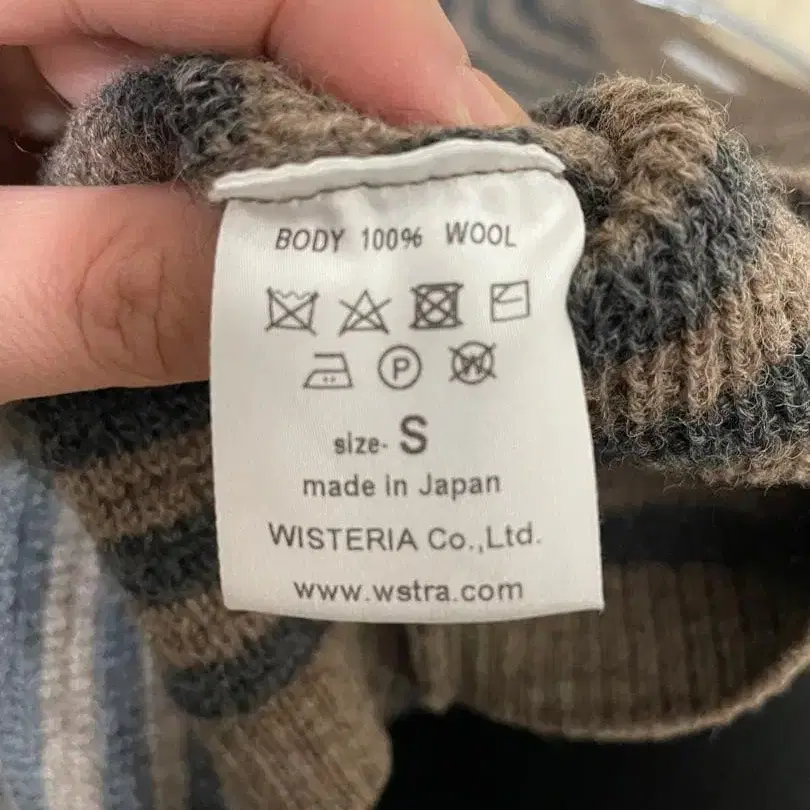 BODY 100% WOOL
P W
size- S
made in Japan
WISTERIA Co.,Ltd.
www.wstra.com